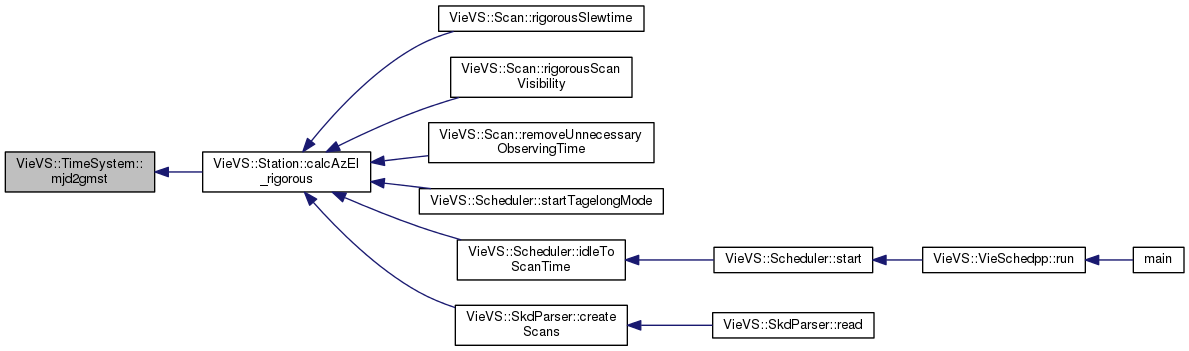 VieVS::TimeSystem::
mjd2gmst
VieVS::Station::calcAzEl
_rigorous
VieVS::Scan::rigorousSlewtime
VieVS::Scan::rigorousScan
Visibility
VieVS::Scan::removeUnnecessary
ObservingTime
VieVS::Scheduler::startTagelongMode
VieVS::Scheduler::idleTo
ScanTime
VieVS::Scheduler::start
VieVS::VieSchedpp::run
main
VieVS::SkdParser::create
Scans
VieVS::SkdParser::read